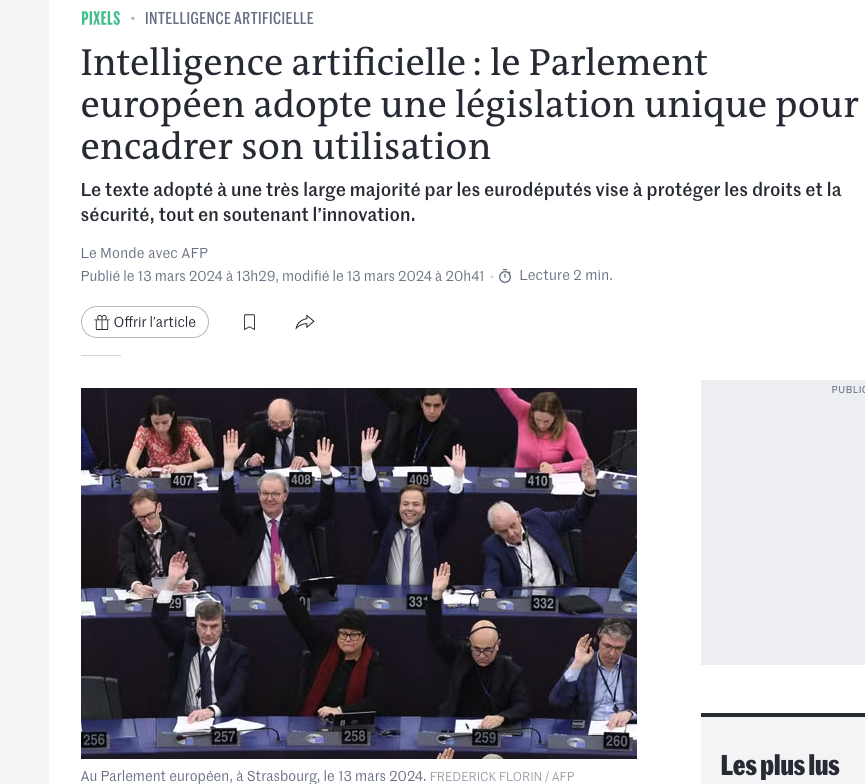 PIXELS • INTELLIGENCE ARTIFICIELLE
Intelligence artificielle : le Parlement
européen adopte une législation unique pour
encadrer son utilisation
Le texte adopté à une très large majorité par les eurodéputés vise à protéger les droits et la
sécurité, tout en soutenant l’innovation.
Le Monde avec AFP
Publié le 13 mars 2024 à 13h29, modifié le 13 mars 2024 à 20h41 · Lecture 2 min.
Offrir l’article
PUBLIC
407 408 409 410
29 331 332
256 257 258 259 260
Au Parlement européen, à Strasbourg, le 13 mars 2024. FREDERICK FLORIN / AFP
Les plus lus